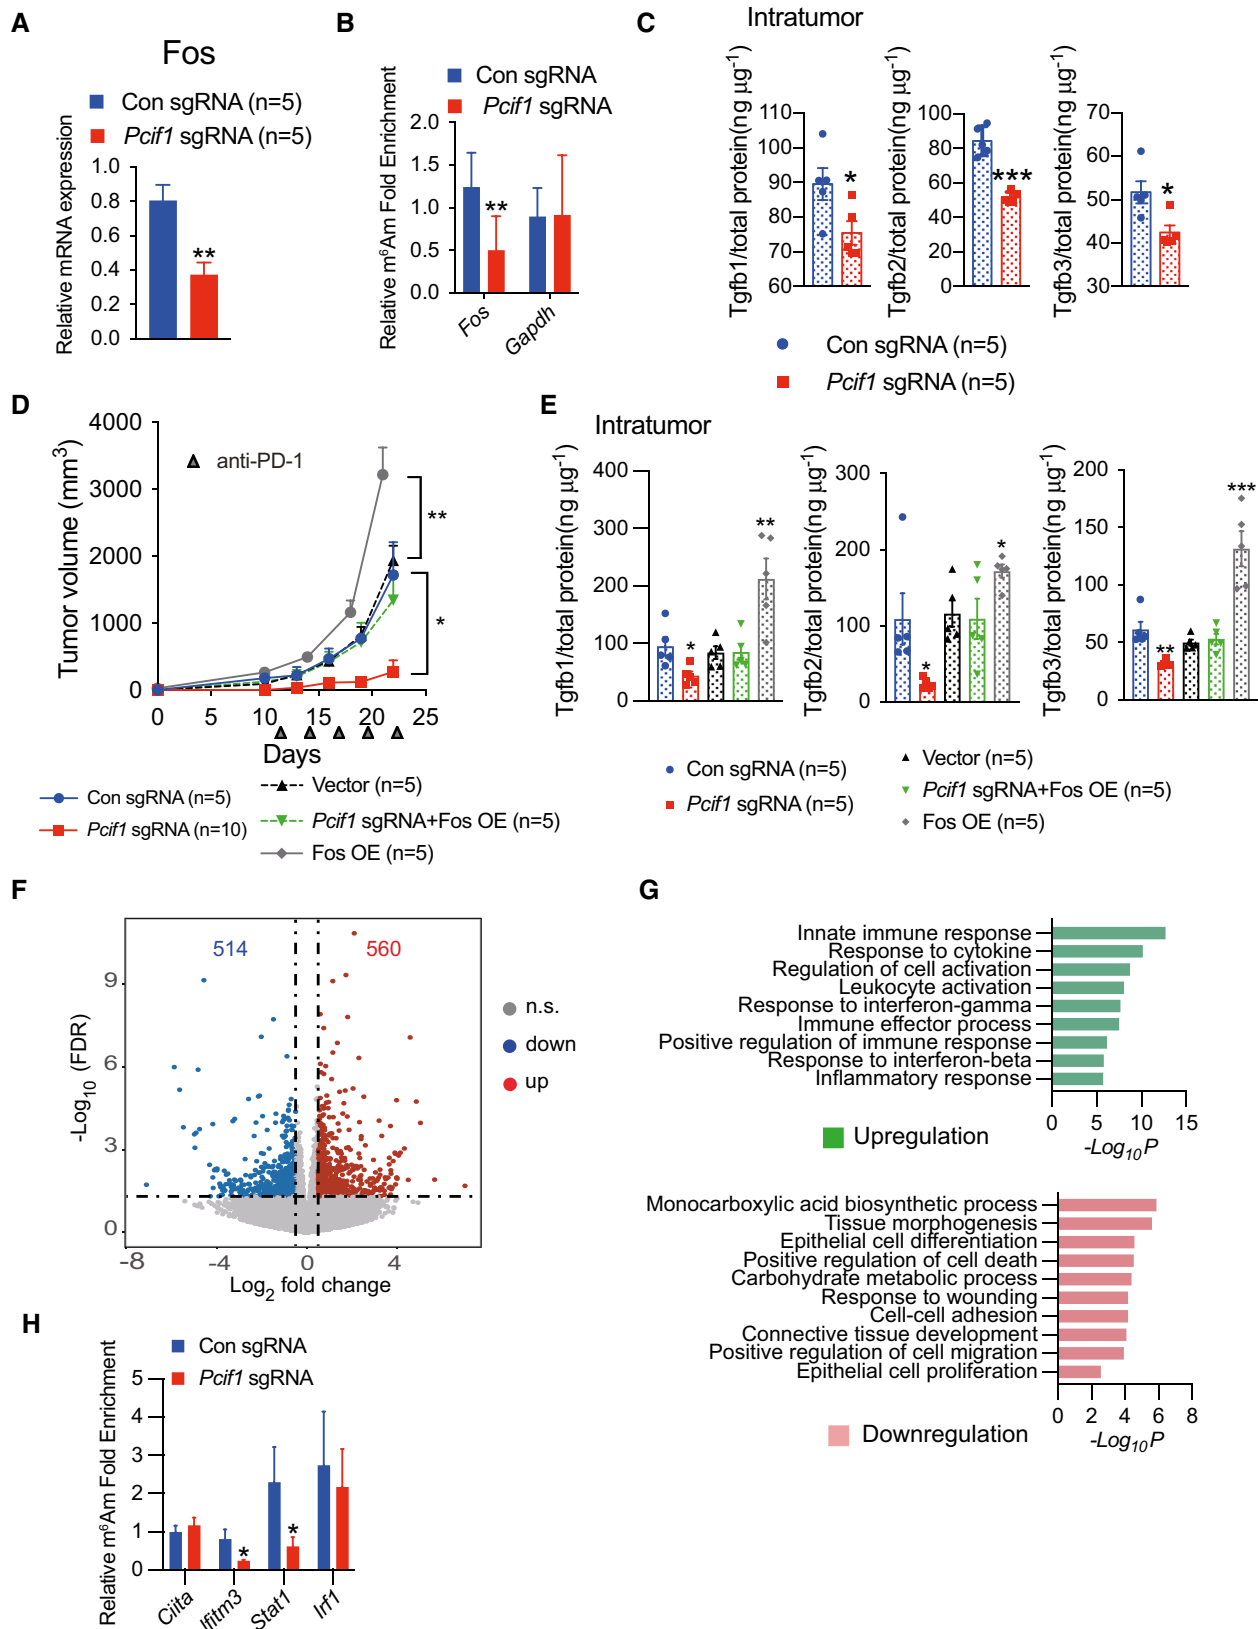 A
Fos
Con sgRNA (n=5)
Pcif1 sgRNA (n=5)
Relative mRNA expression
1.0
0.8
0.6
0.4
0.2
0.0
**
B
Con sgRNA
Pcif1 sgRNA
Relative m⁶Am Fold Enrichment
2.0
1.5
1.0
0.5
0.0
**
Fos
Gapdh
C
Intratumor
Tgfb1/total protein(ng µg⁻¹)
110
100
90
80
70
60
*
Tgfb2/total protein(ng µg⁻¹)
100
80
60
40
20
0
***
Tgfb3/total protein(ng µg⁻¹)
70
60
50
40
30
*
Con sgRNA (n=5)
Pcif1 sgRNA (n=5)
D
Tumor volume (mm³)
4000
3000
2000
1000
0
anti-PD-1
**
*
0 5 10 15 20 25
Days
Con sgRNA (n=5)
Pcif1 sgRNA (n=10)
Vector (n=5)
Pcif1 sgRNA+Fos OE (n=5)
Fos OE (n=5)
E
Intratumor
Tgfb1/total protein(ng µg⁻¹)
400
300
200
100
0
*
**
Tgfb2/total protein(ng µg⁻¹)
300
200
100
0
*
*
Tgfb3/total protein(ng µg⁻¹)
200
150
100
50
0
**
***
Con sgRNA (n=5)
Pcif1 sgRNA (n=5)
Vector (n=5)
Pcif1 sgRNA+Fos OE (n=5)
Fos OE (n=5)
F
514
560
-Log₁₀ (FDR)
9
6
3
0
-8 -4 0 4
Log₂ fold change
n.s.
down
up
G
Innate immune response
Response to cytokine
Regulation of cell activation
Leukocyte activation
Response to interferon-gamma
Immune effector process
Positive regulation of immune response
Response to interferon-beta
Inflammatory response
0 5 10 15
-Log₁₀P
Upregulation
Monocarboxylic acid biosynthetic process
Tissue morphogenesis
Epithelial cell differentiation
Positive regulation of cell death
Carbohydrate metabolic process
Response to wounding
Cell-cell adhesion
Connective tissue development
Positive regulation of cell migration
Epithelial cell proliferation
0 2 4 6 8
-Log₁₀P
Downregulation
H
Con sgRNA
Pcif1 sgRNA
Relative m⁶Am Fold Enrichment
5
4
3
2
1
0
*
*
Ciita
Ifitm3
Stat1
Irf1